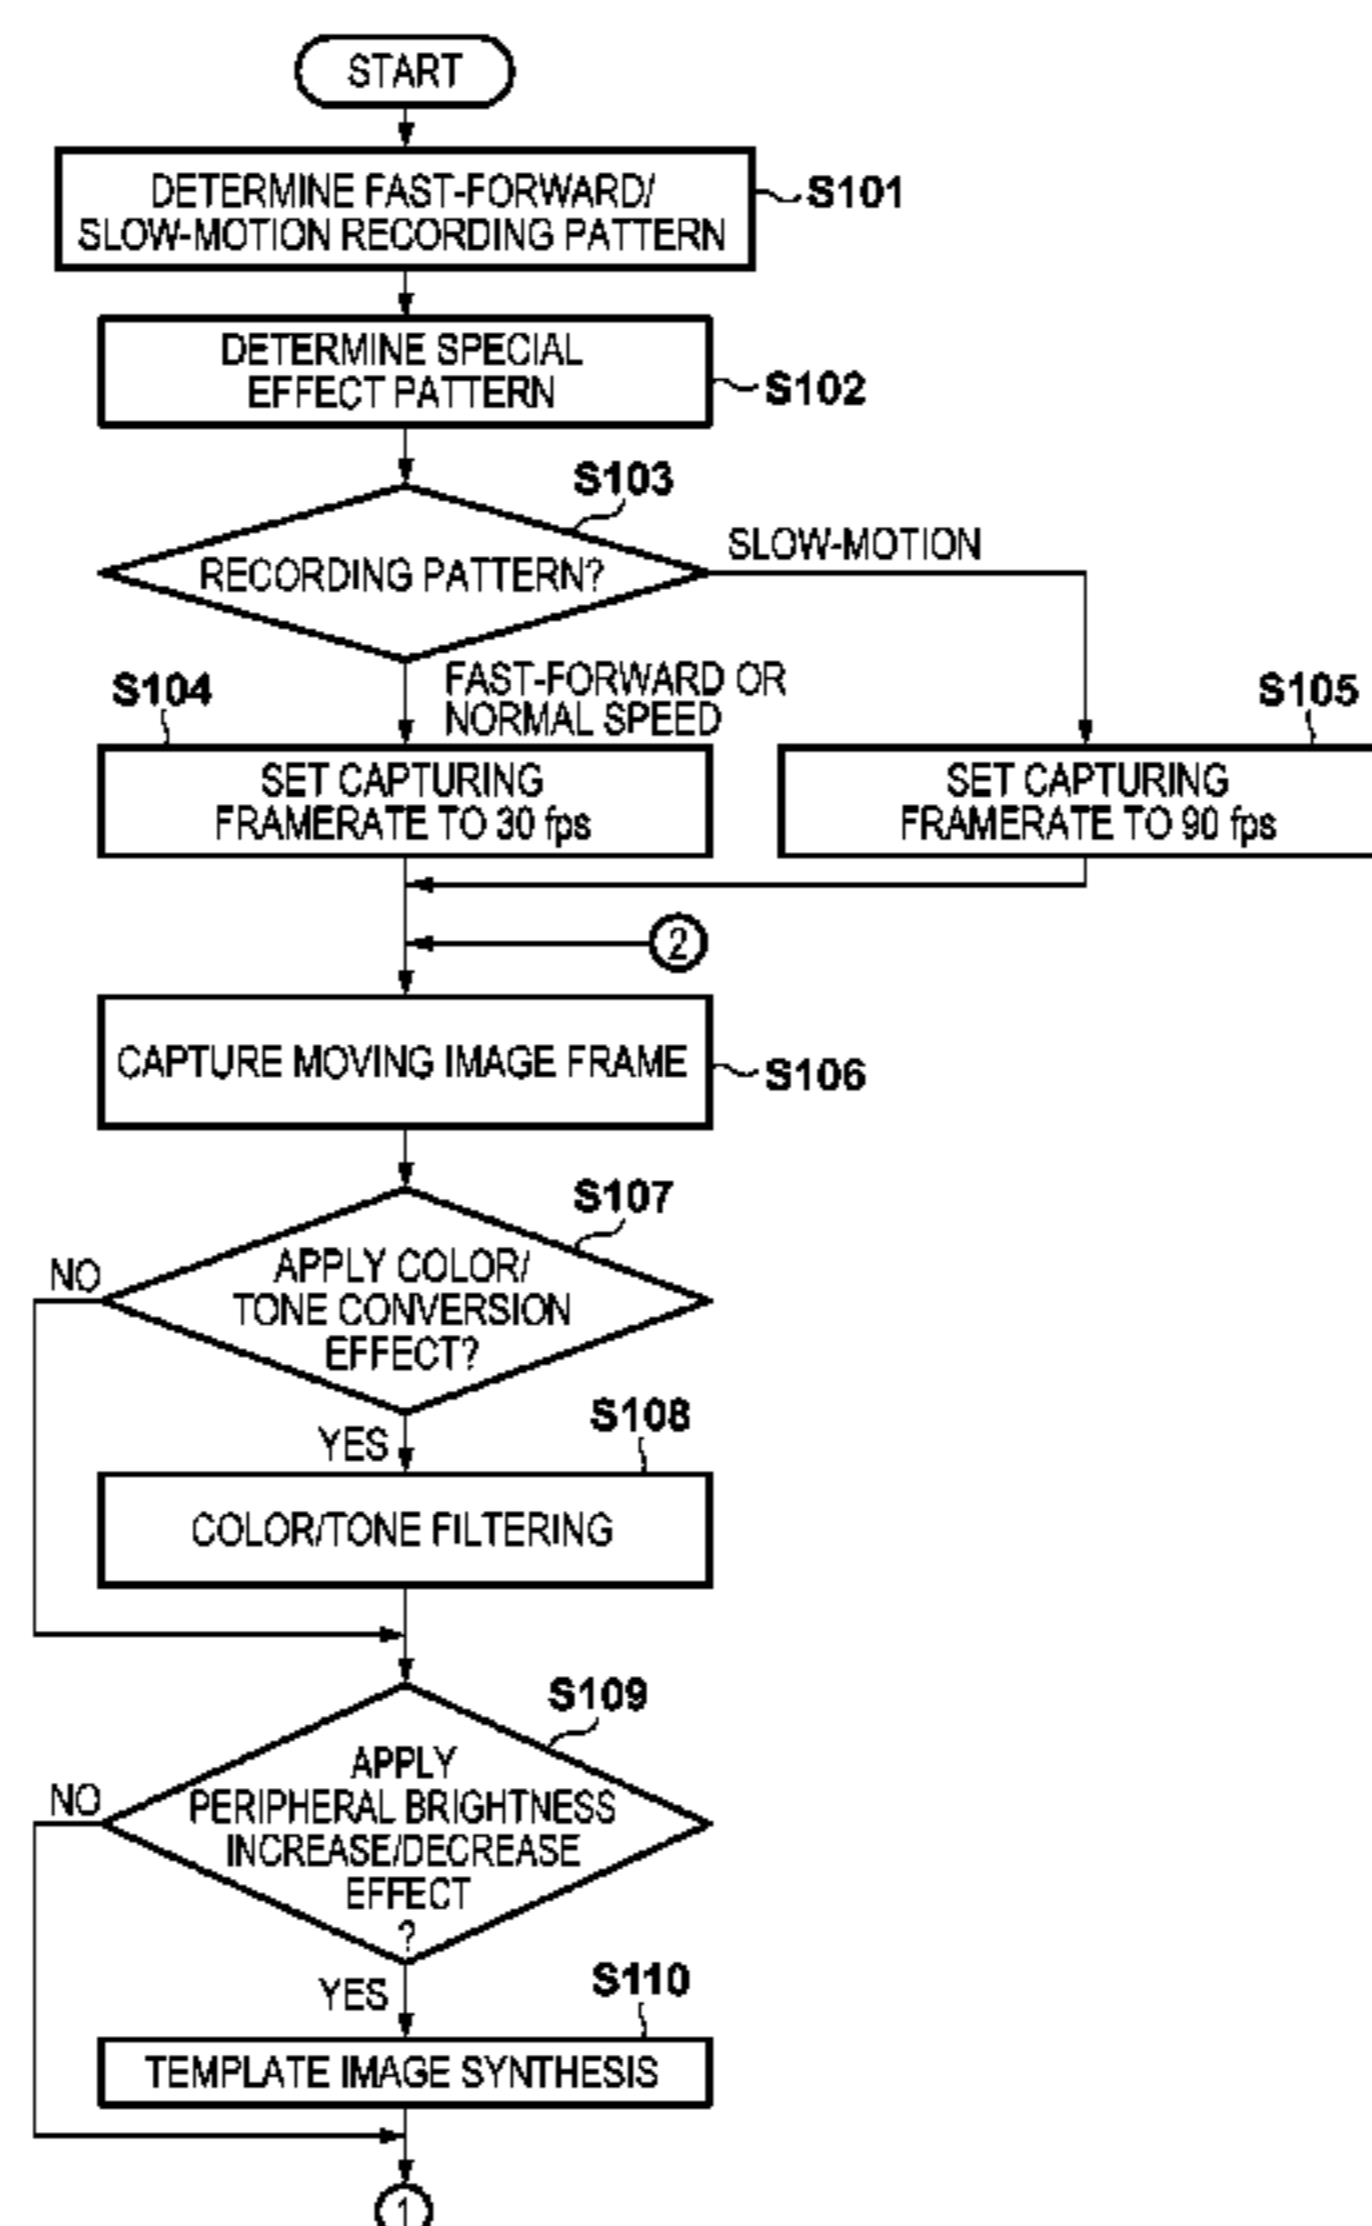 START
DETERMINE FAST-FORWARD/
SLOW-MOTION RECORDING PATTERN
S101
DETERMINE SPECIAL
EFFECT PATTERN
S102
S103
RECORDING PATTERN?
SLOW-MOTION
FAST-FORWARD OR
NORMAL SPEED
S104
SET CAPTURING
FRAMERATE TO 30 fps
S105
SET CAPTURING
FRAMERATE TO 90 fps
2
CAPTURE MOVING IMAGE FRAME
S106
S107
NO
APPLY COLOR/
TONE CONVERSION
EFFECT?
YES
S108
COLOR/TONE FILTERING
S109
NO
APPLY
PERIPHERAL BRIGHTNESS
INCREASE/DECREASE
EFFECT
?
YES
S110
TEMPLATE IMAGE SYNTHESIS
1